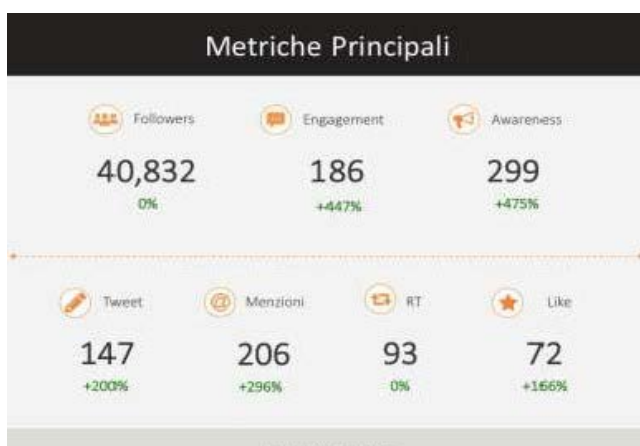 Metriche Principali
Followers Engagement Awareness
40,832 186 299
0% +447% +475%
Tweet Menzioni RT Like
147 206 93 72
+200% +296% 0% +166%